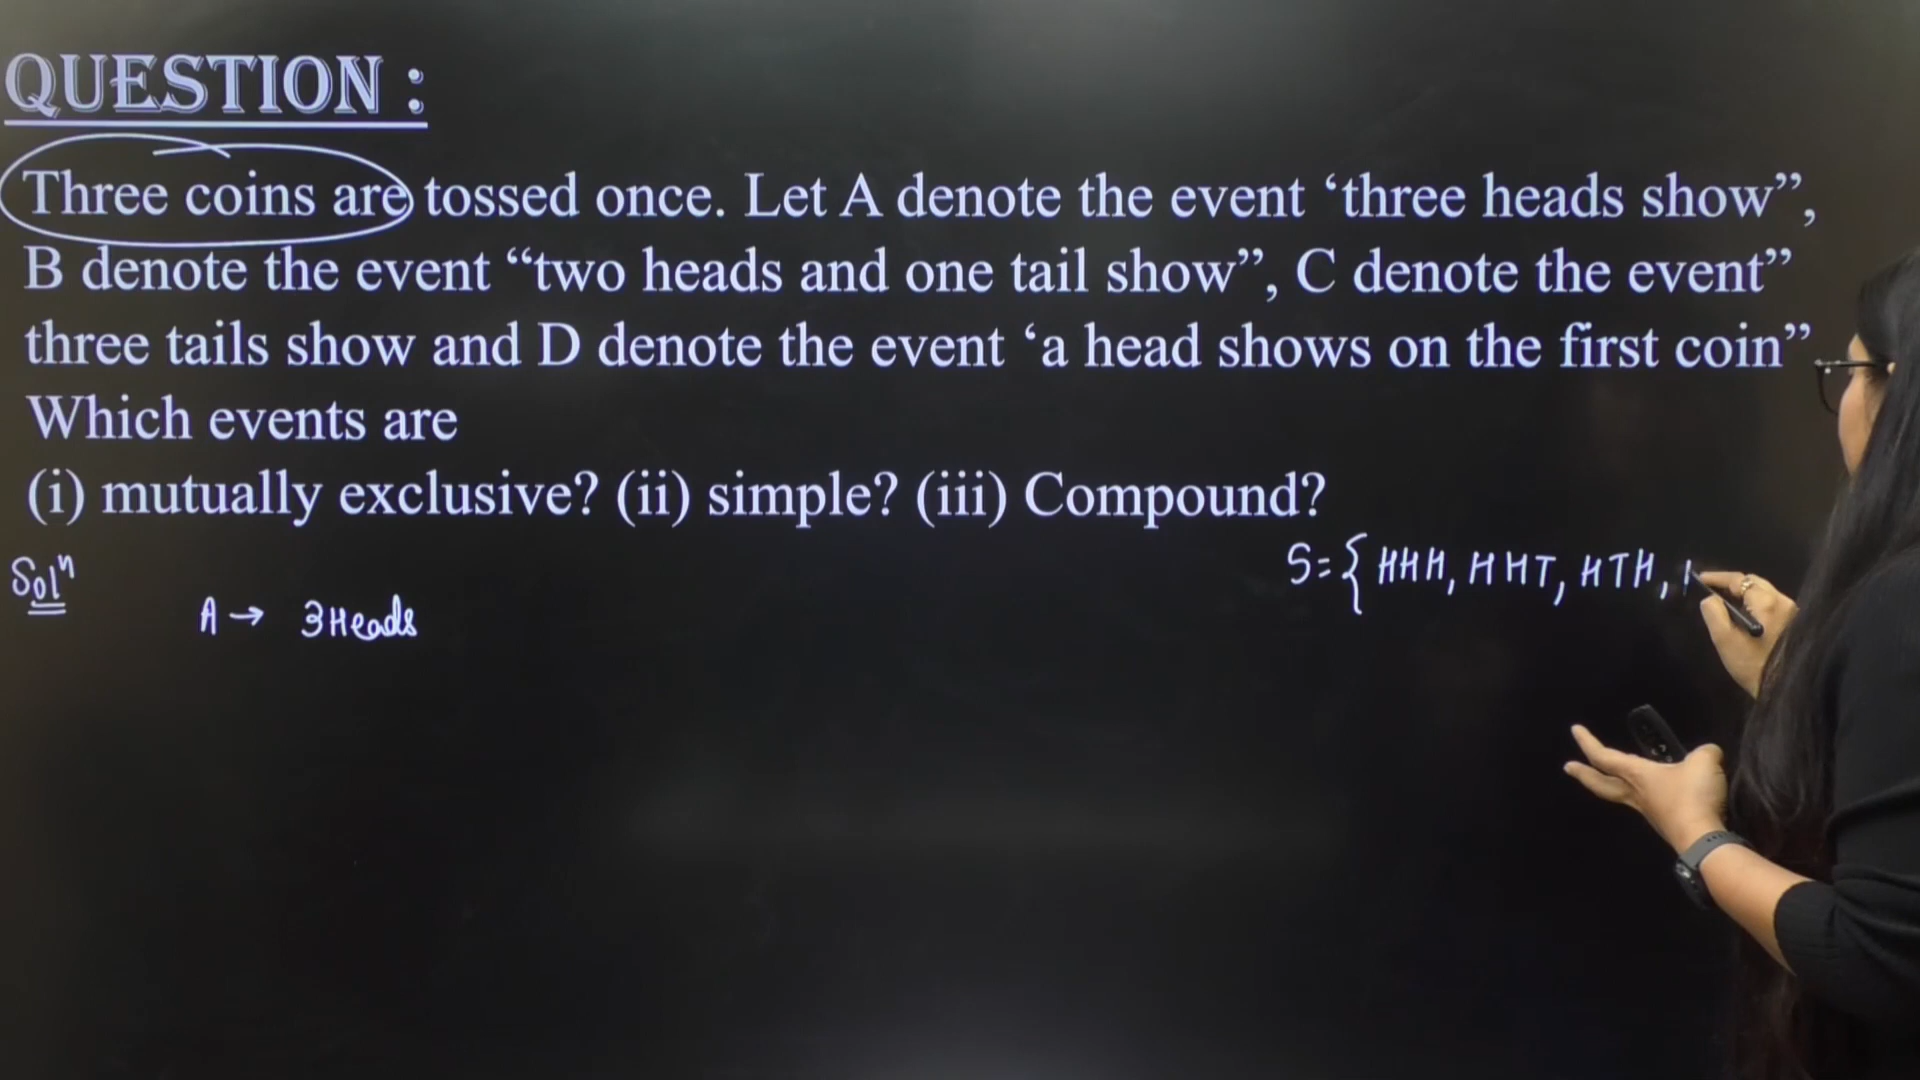 QUESTION :
Three coins are tossed once. Let A denote the event ‘three heads show”,
B denote the event “two heads and one tail show”, C denote the event”
three tails show and D denote the event ‘a head shows on the first coin”
Which events are
(i) mutually exclusive? (ii) simple? (iii) Compound?
Solⁿ
S={ HHH, HHT, HTH,
A → 3Heads